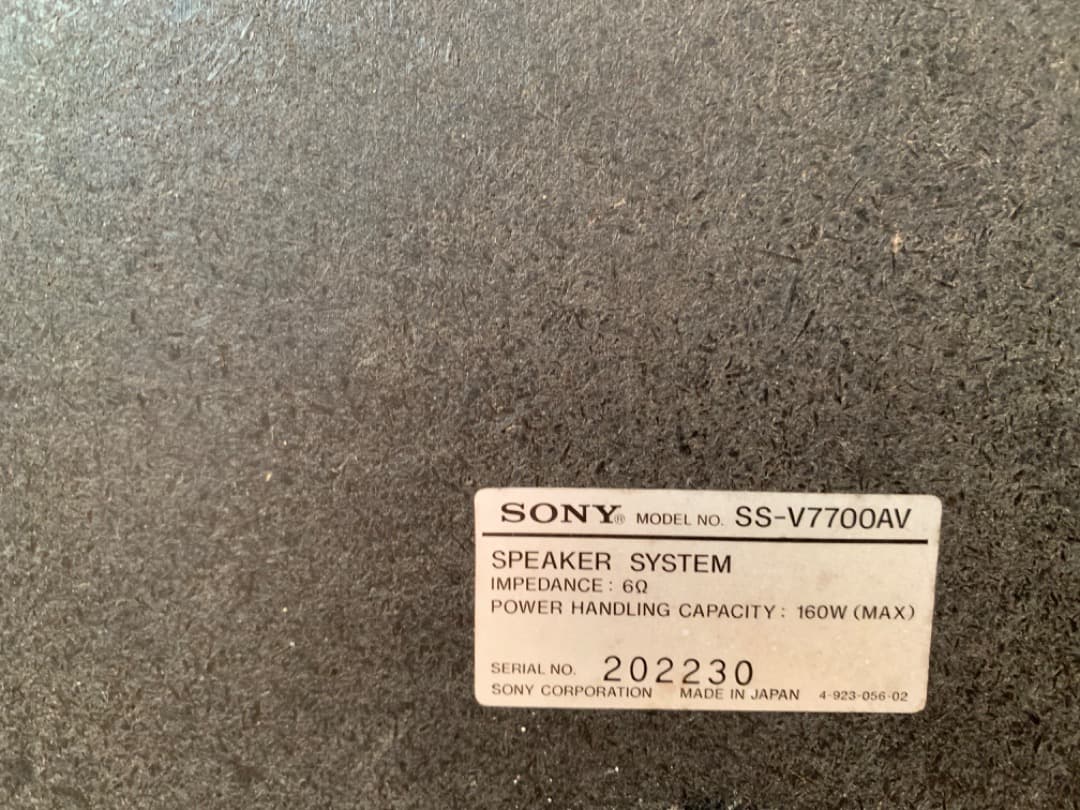 SONY® MODEL NO. SS-V7700AV
SPEAKER SYSTEM
IMPEDANCE : 6Ω
POWER HANDLING CAPACITY : 160W (MAX)
SERIAL NO. 202230
SONY CORPORATION MADE IN JAPAN 4-923-056-02